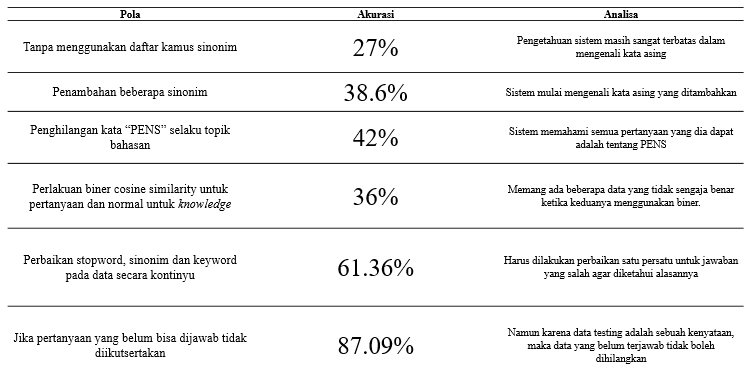 Pola Akurasi Analisa
Tanpa menggunakan daftar kamus sinonim
27%
Pengetahuan sistem masih sangat terbatas dalam
mengenali kata asing
Penambahan beberapa sinonim
38.6%
Sistem mulai mengenali kata asing yang ditambahkan
Penghilangan kata “PENS” selaku topik
bahasan
42%
Sistem memahami semua pertanyaan yang dia dapat
adalah tentang PENS
Perlakuan biner cosine similarity untuk
pertanyaan dan normal untuk knowledge
36%
Memang ada beberapa data yang tidak sengaja benar
ketika keduanya menggunakan biner.
Perbaikan stopword, sinonim dan keyword
pada data secara kontinyu
61.36%
Harus dilakukan perbaikan satu persatu untuk jawaban
yang salah agar diketahui alasannya
Jika pertanyaan yang belum bisa dijawab tidak
diikutsertakan
87.09%
Namun karena data testing adalah sebuah kenyataan,
maka data yang belum terjawab tidak boleh
dihilangkan